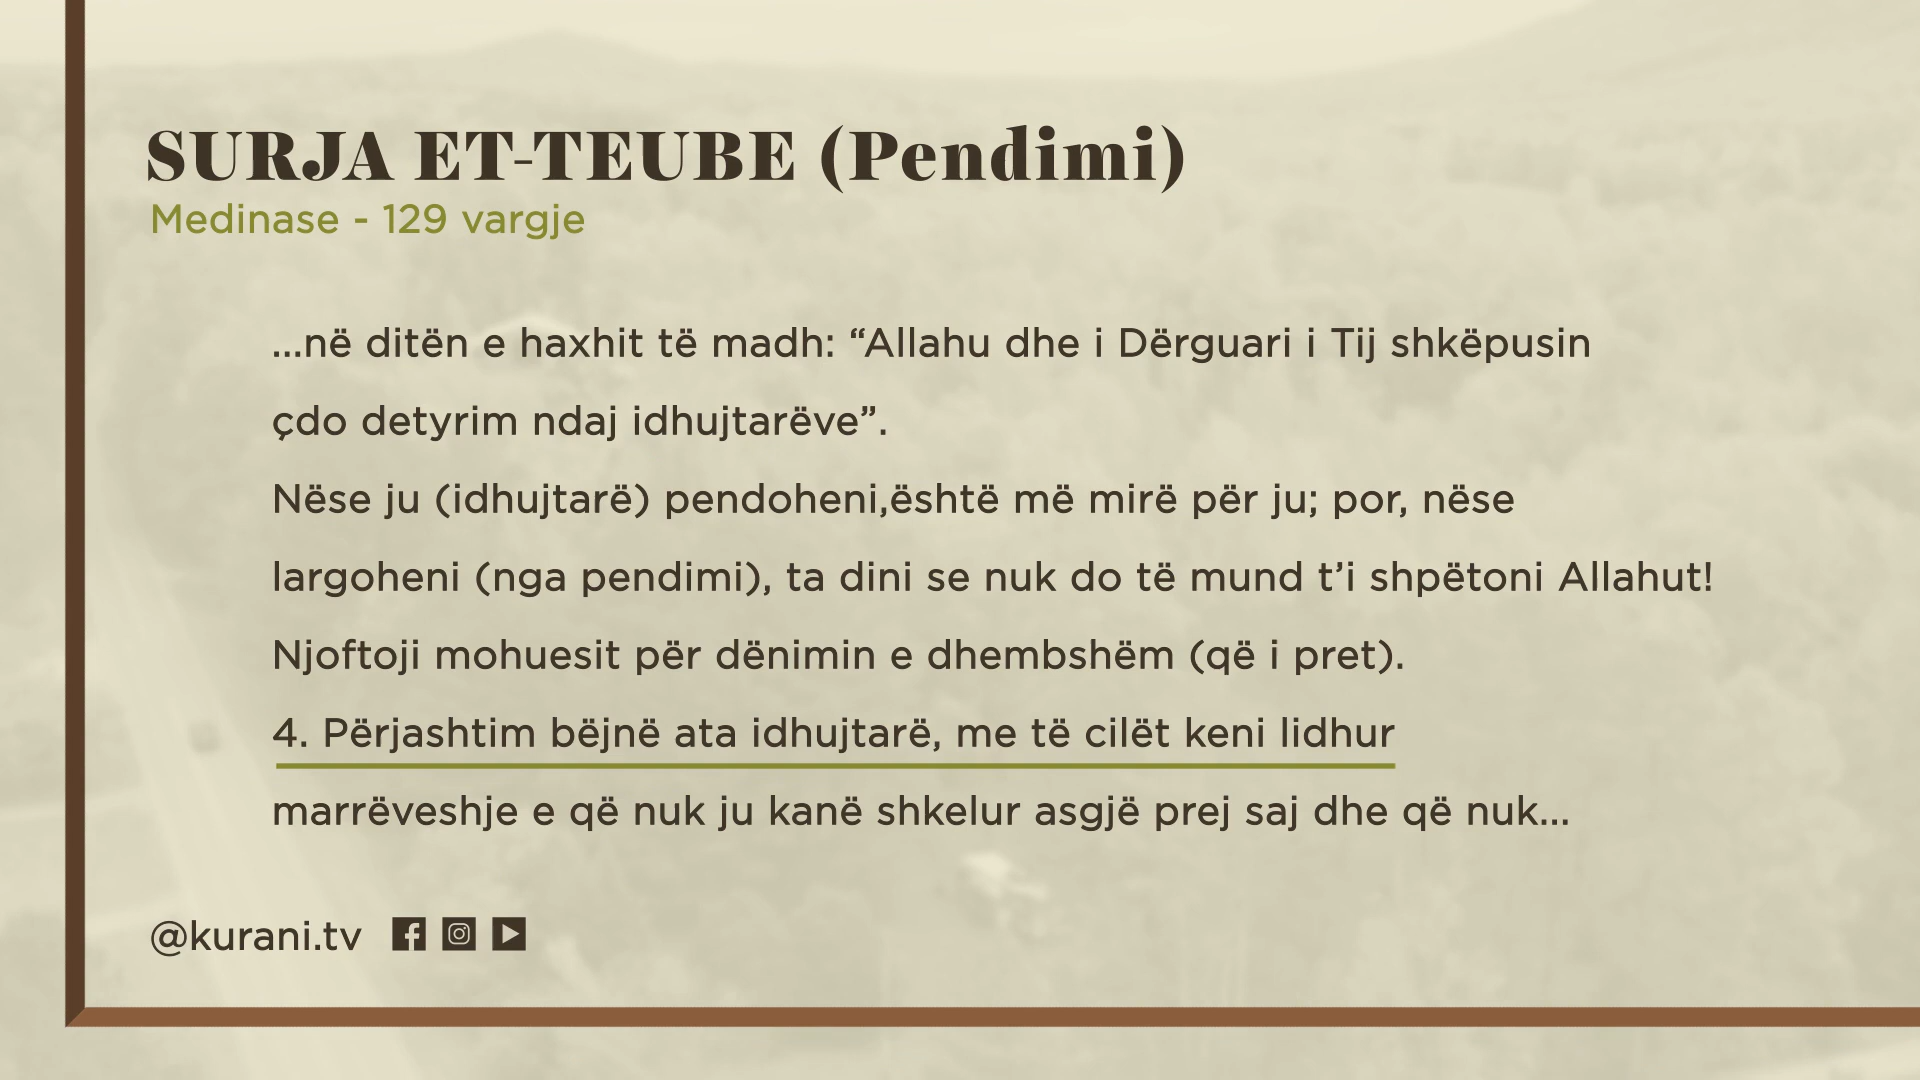 SURJA ET-TEUBE (Pendimi)
Medinase - 129 vargje
...në ditën e haxhit të madh: “Allahu dhe i Dërguari i Tij shkëpusin
çdo detyrim ndaj idhujtarëve”.
Nëse ju (idhujtarë) pendoheni,është më mirë për ju; por, nëse
largoheni (nga pendimi), ta dini se nuk do të mund t’i shpëtoni Allahut!
Njoftoji mohuesit për dënimin e dhembshëm (që i pret).
4. Përjashtim bëjnë ata idhujtarë, me të cilët keni lidhur
marrëveshje e që nuk ju kanë shkelur asgjë prej saj dhe që nuk...
@kurani.tv